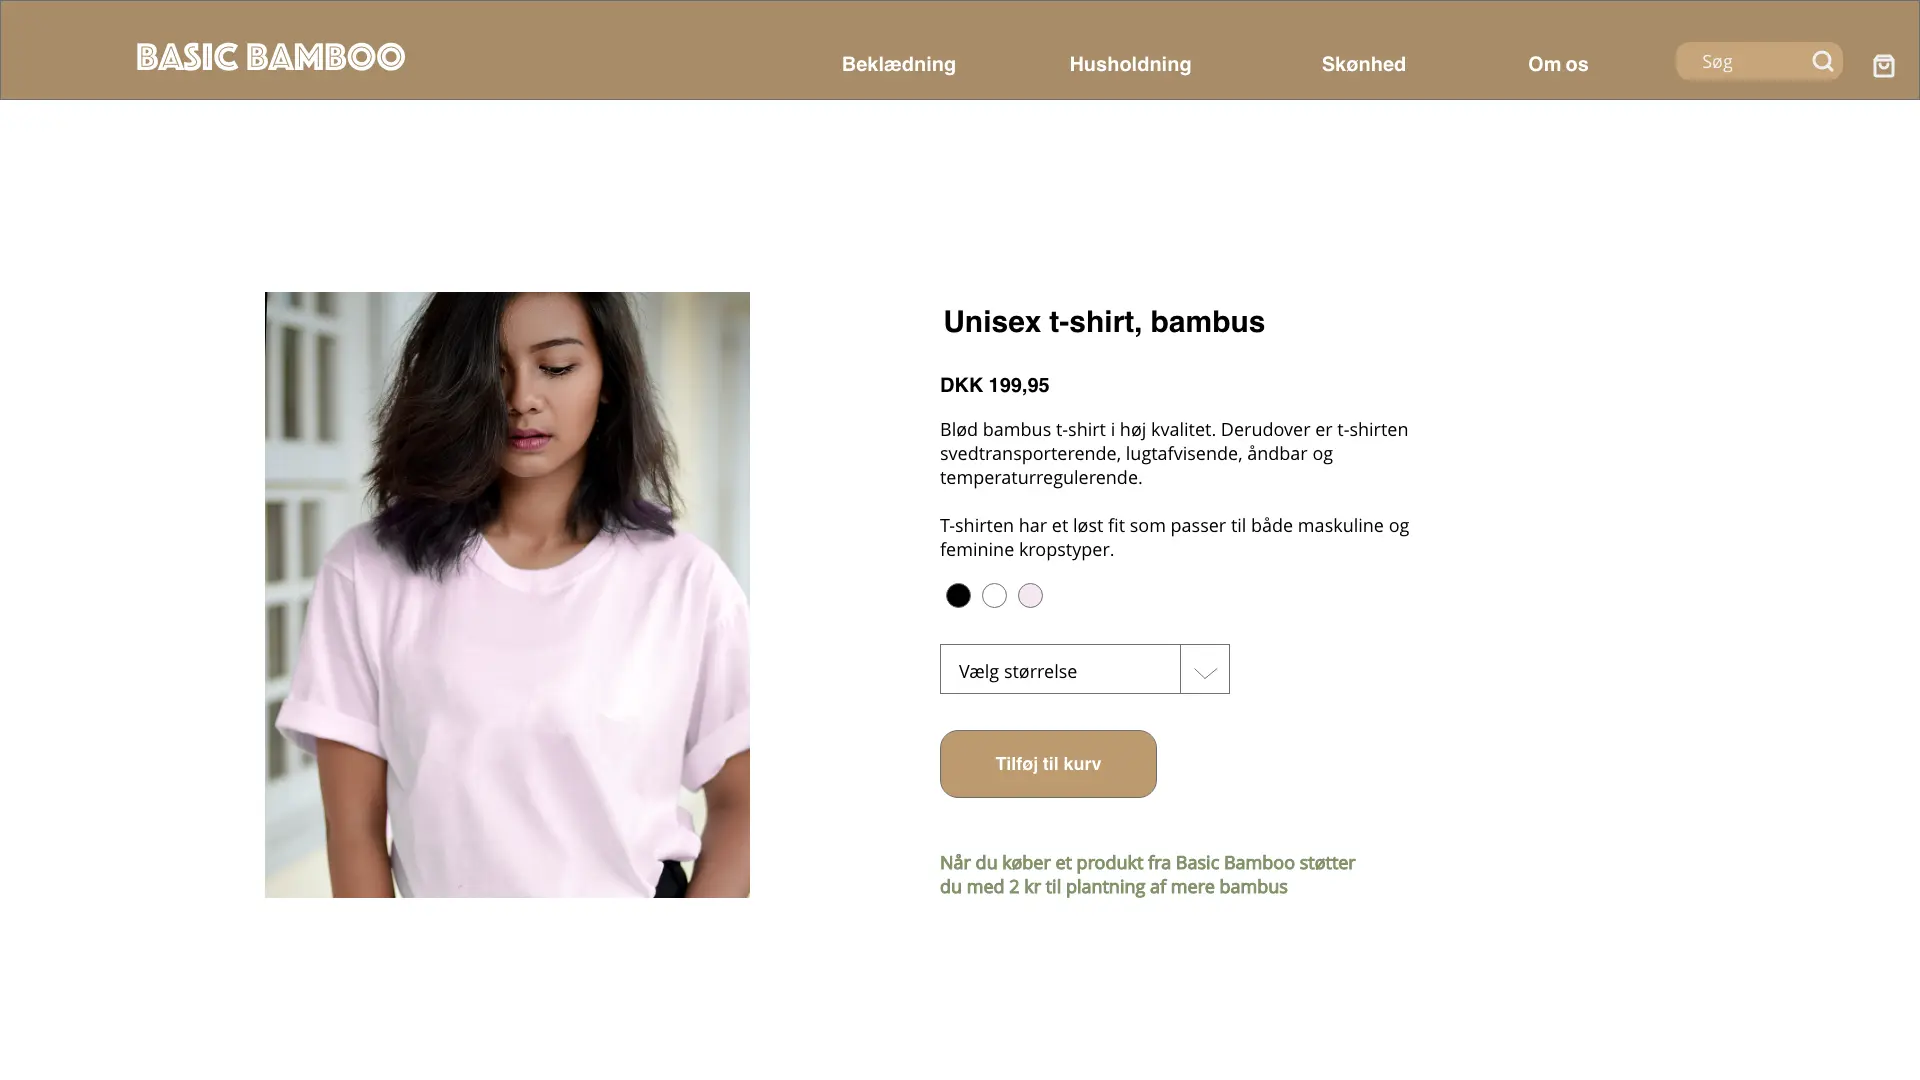 BASIC BAMBOO
Beklædning
Husholdning
Skønhed
Om os
Søg
Unisex t-shirt, bambus
DKK 199,95
Blød bambus t-shirt i høj kvalitet. Derudover er t-shirten
svedtransporterende, lugtafvisende, åndbar og
temperaturregulerende.
T-shirten har et løst fit som passer til både maskuline og
feminine kropstyper.
Vælg størrelse
Tilføj til kurv
Når du køber et produkt fra Basic Bamboo støtter
du med 2 kr til plantning af mere bambus